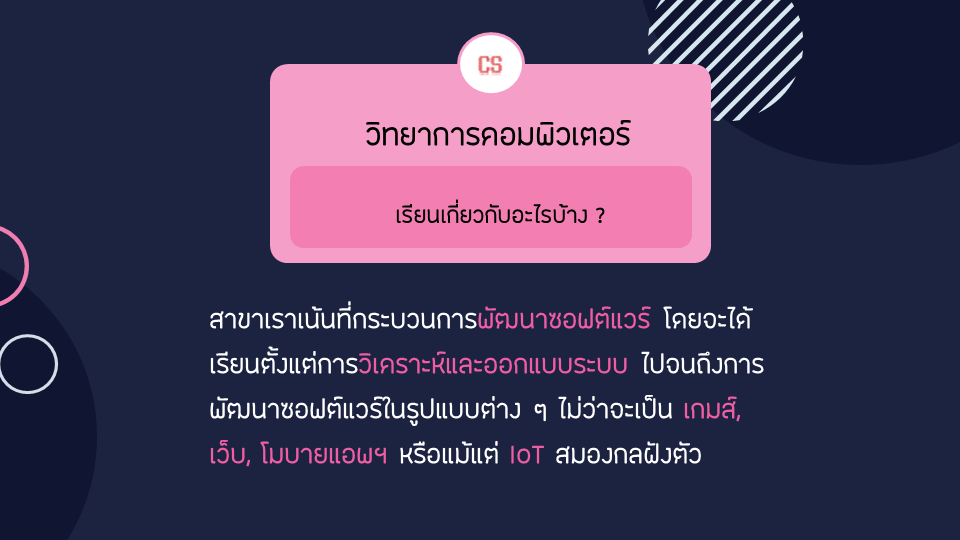 CS
วิทยาการคอมพิวเตอร์
เรียนเกี่ยวกับอะไรบ้าง ?
สาขาเราเน้นที่กระบวนการพัฒนาซอฟต์แวร์ โดยจะได้
เรียนตั้งแต่การวิเคราะห์และออกแบบระบบ ไปจนถึงการ
พัฒนาซอฟต์แวร์ในรูปแบบต่าง ๆ ไม่ว่าจะเป็น เกมส์,
เว็บ, โมบายแอพฯ หรือแม้แต่ IoT สมองกลฝังตัว